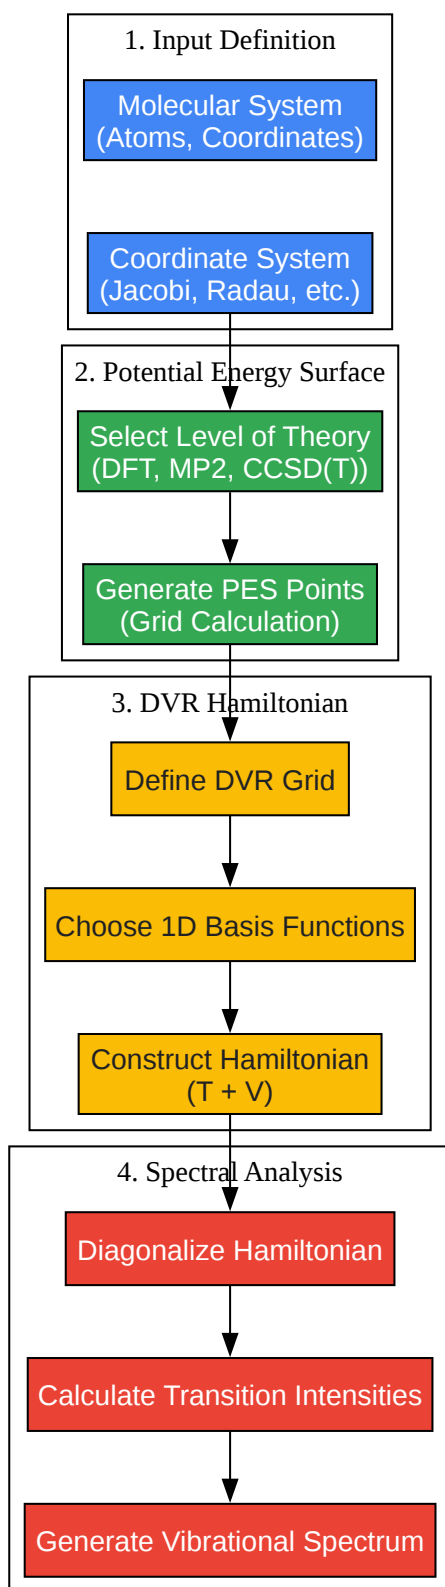 1. Input Definition
Molecular System
(Atoms, Coordinates)
Coordinate System
(Jacobi, Radau, etc.)
2. Potential Energy Surface
Select Level of Theory
(DFT, MP2, CCSD(T))
Generate PES Points
(Grid Calculation)
3. DVR Hamiltonian
Define DVR Grid
Choose 1D Basis Functions
Construct Hamiltonian
(T + V)
4. Spectral Analysis
Diagonalize Hamiltonian
Calculate Transition Intensities
Generate Vibrational Spectrum